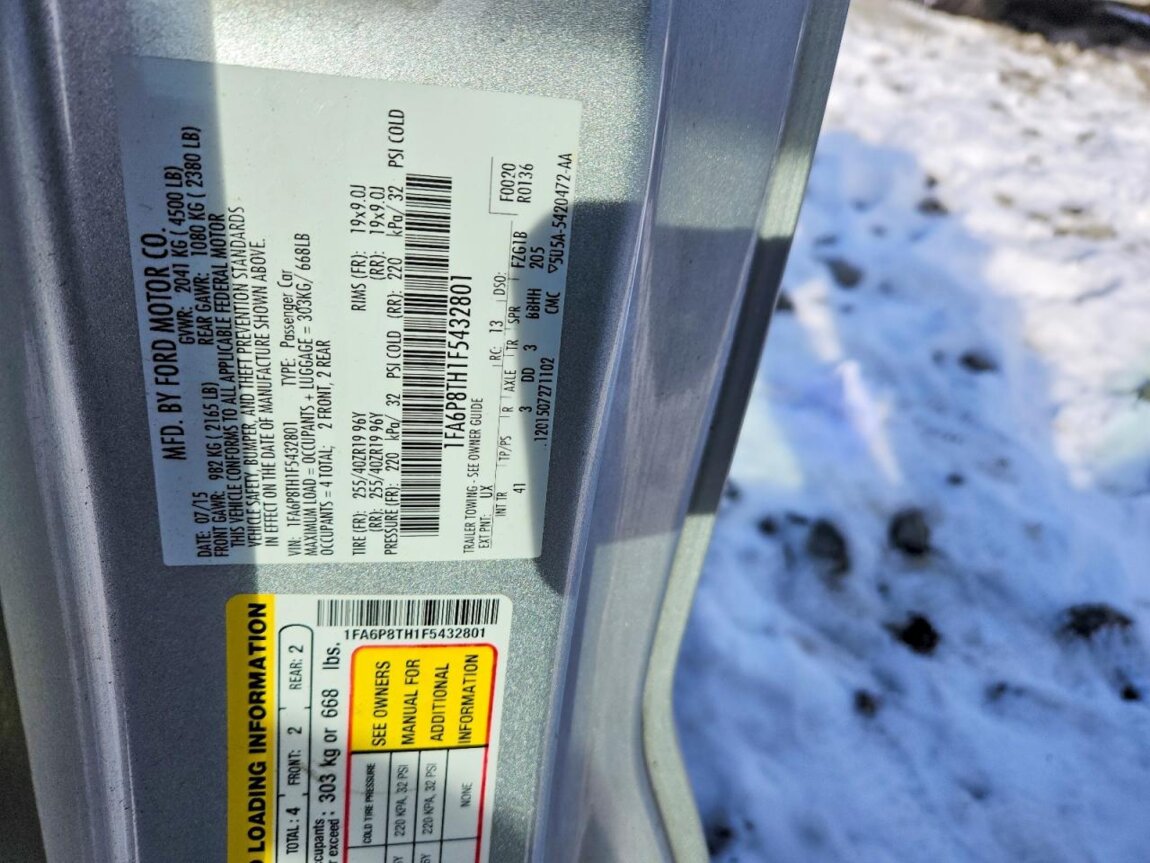 MFD. BY FORD MOTOR CO.
DATE: 07/15 GVWR: 2041 KG ( 4500 LB)
FRONT GAWR: 982 KG ( 2165 LB) REAR GAWR: 1080 KG ( 2380 LB)
THIS VEHICLE CONFORMS TO ALL APPLICABLE FEDERAL MOTOR
VEHICLE SAFETY, BUMPER, AND THEFT PREVENTION STANDARDS
IN EFFECT ON THE DATE OF MANUFACTURE SHOWN ABOVE.
VIN: 1FA6P8TH1F5432801 TYPE: Passenger Car
MAXIMUM LOAD = OCCUPANTS + LUGGAGE = 303KG/ 668LB
OCCUPANTS = 4 TOTAL; 2 FRONT, 2 REAR
TIRE (FR): 255/40ZR19 96Y RIMS (FR): 19x9.0J
(RR): 255/40ZR19 96Y (RR): 19x9.0J
PRESSURE (FR): 220 kPa/ 32 PSI COLD (RR): 220 kPa/ 32 PSI COLD
1FA6P8TH1F5432801
TRAILER TOWING - SEE OWNER GUIDE
F0020
R0136
EXT PNT: UX RC: 13 DSO: FZG1B
INT TR TP/PS R AXLE TR SPR 205
41 3 DD 3 BBHH
.120150727110​2 CMC ▽5U5A-5420472-AA
LOADING INFORMATION
TOTAL: 4 FRONT: 2 REAR: 2
exceed: 303 kg or 668 lbs.
1FA6P8TH1F5432801
COLD TIRE PRESSURE
220 KPA, 32 PSI
220 KPA, 32 PSI
NONE
SEE OWNERS
MANUAL FOR
ADDITIONAL
INFORMATION